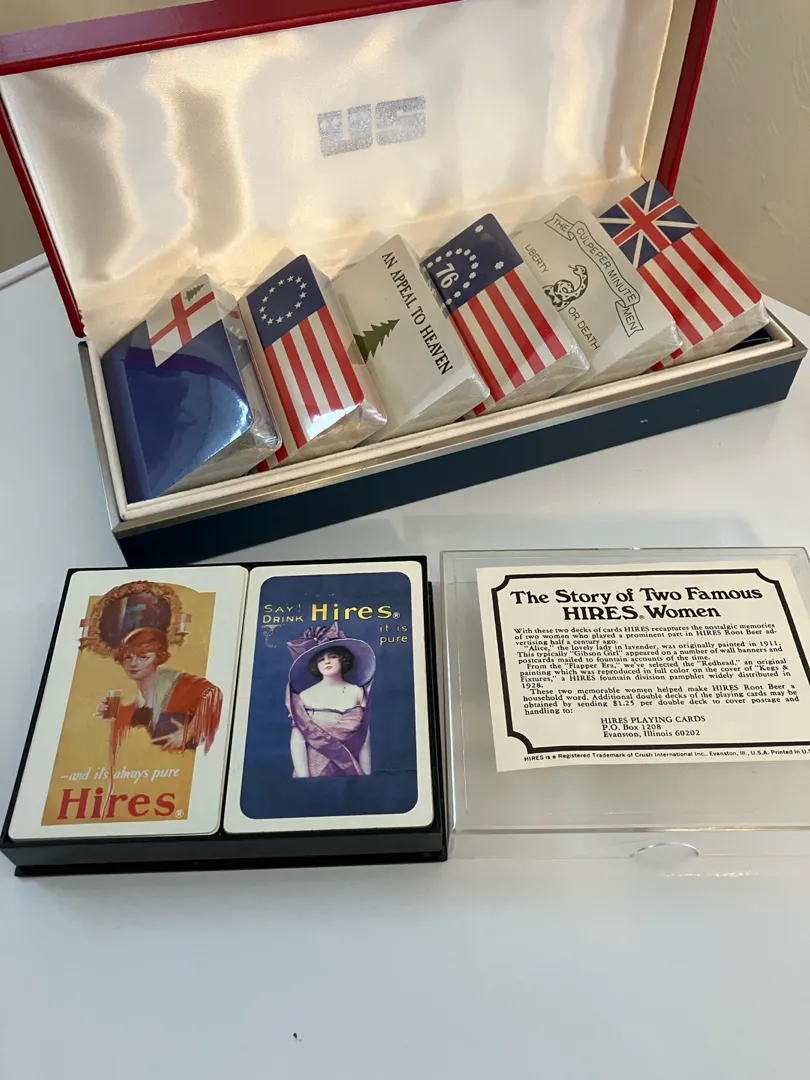 US
AN APPEAL TO HEAVEN
76
THE CULPEPER MINUTE MEN
LIBERTY
OR DEATH
—and it's always pure
Hires®
SAY!
DRINK Hires®
it is
pure
The Story of Two Famous
HIRES® Women
With these two decks of cards HIRES recaptures the nostalgic memories
of two women who played a prominent part in HIRES Root Beer ad-
vertising half a century ago.
"Alice," the lovely lady in lavender, was originally painted in 1911.
This typically "Gibson Girl" appeared on a number of wall banners and
postcards mailed to fountain accounts of the time.
From the "Flapper Era," we've selected the "Redhead," an original
painting which was reproduced in full color on the cover of "Kegs &
Fixtures," a HIRES fountain division pamphlet widely distributed in
1928.
These two memorable women helped make HIRES Root Beer a
household word. Additional double decks of the playing cards may be
obtained by sending $1.25 per double deck to cover postage and
handling to:
HIRES PLAYING CARDS
P.O. Box 1208
Evanston, Illinois 60202
HIRES is a Registered Trademark of Crush International Inc., Evanston, Ill., U.S.A. Printed in U.S